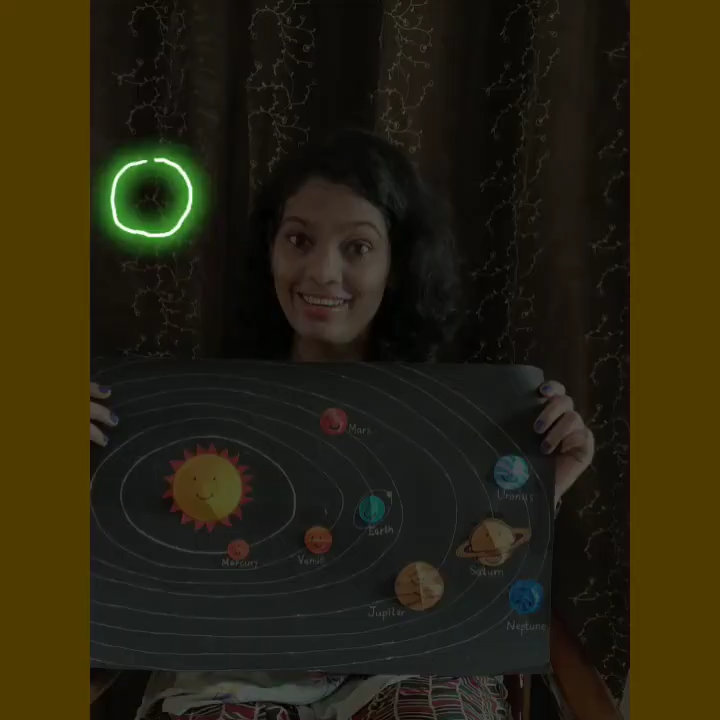 Mars
Uranus
Earth
Mercury
Venus
Saturn
Jupiter
Neptune